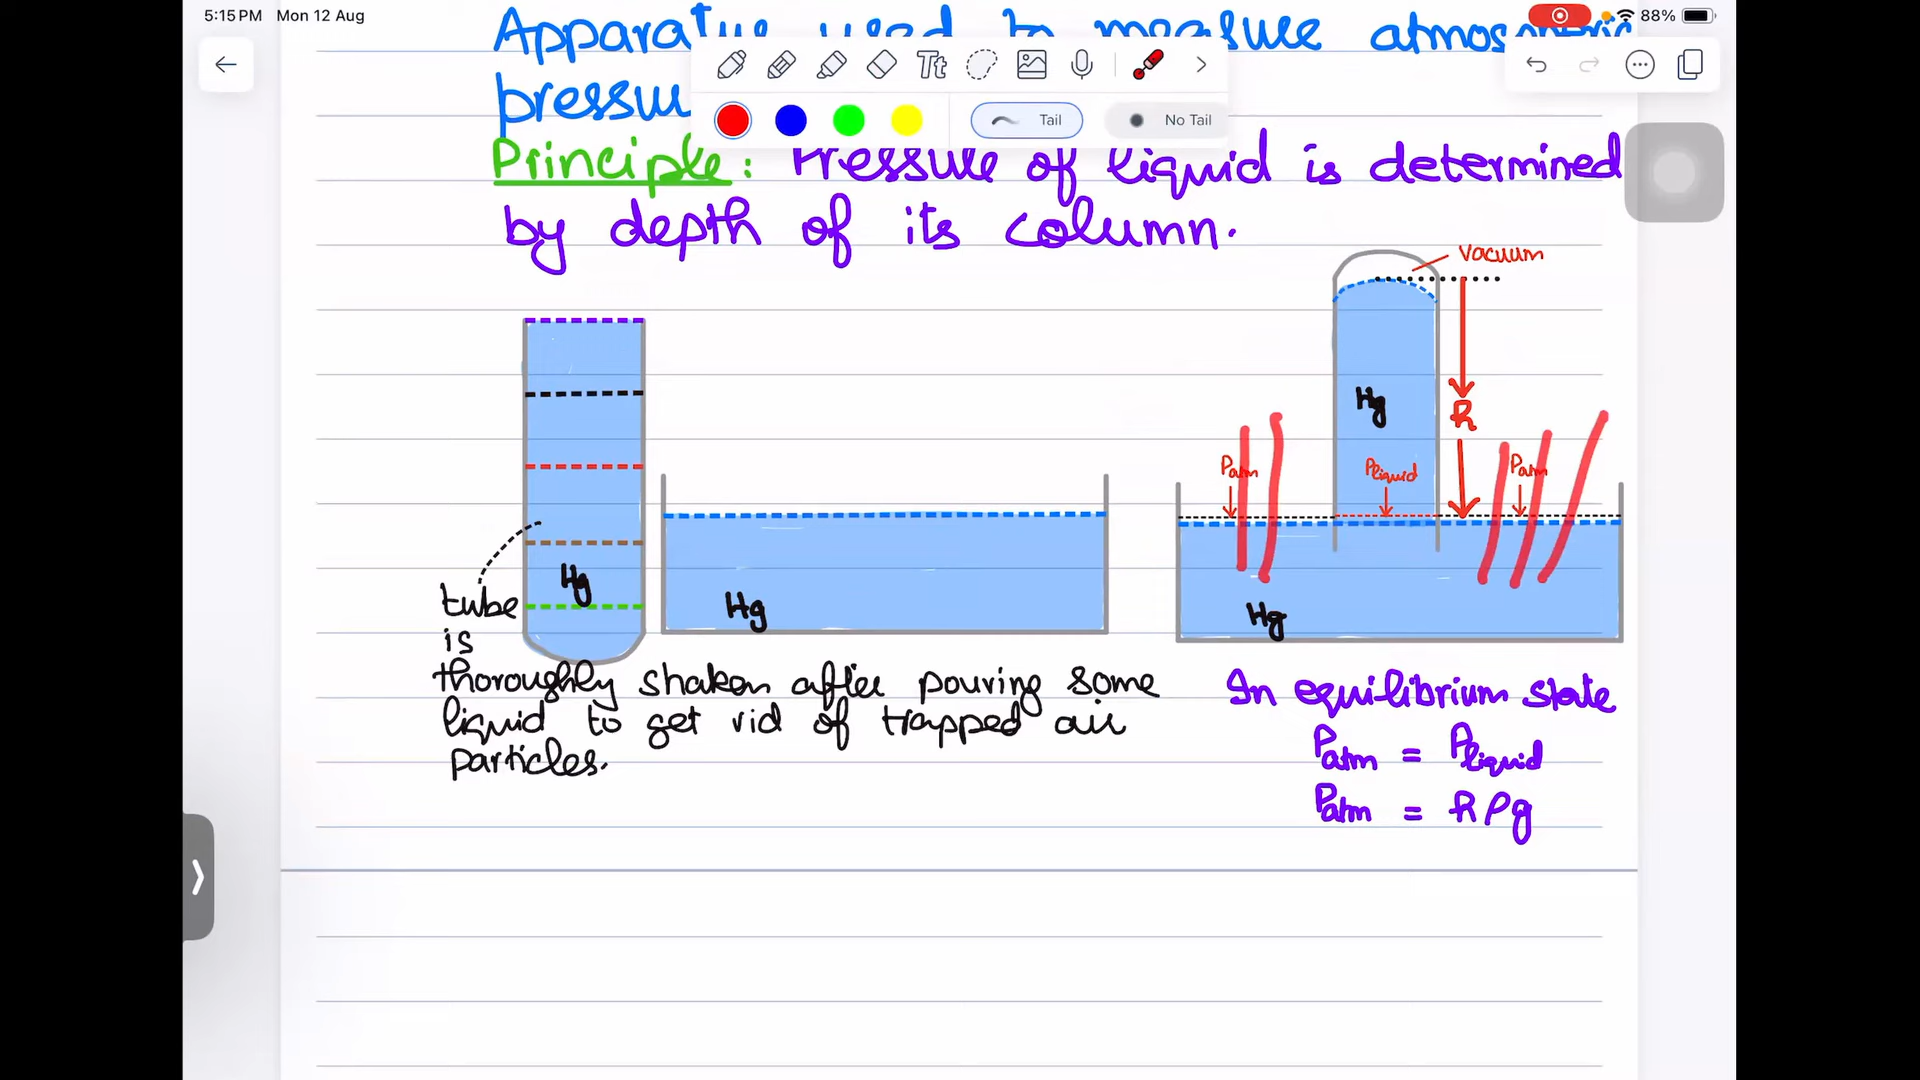 5:15 PM Mon 12 Aug
88%
Apparatus used to measure atmospheric
pressure
Tt
Tail
No Tail
Principle: Pressure of liquid is determined
by depth of its column.
vacuum
Hg
h
Patm
Pliquid
Patm
Hg
Hg
Hg
tube
is
thoroughly shaken after pouring some
liquid to get rid of trapped air
particles.
In equilibrium state
Patm = Pliquid
Patm = hρg